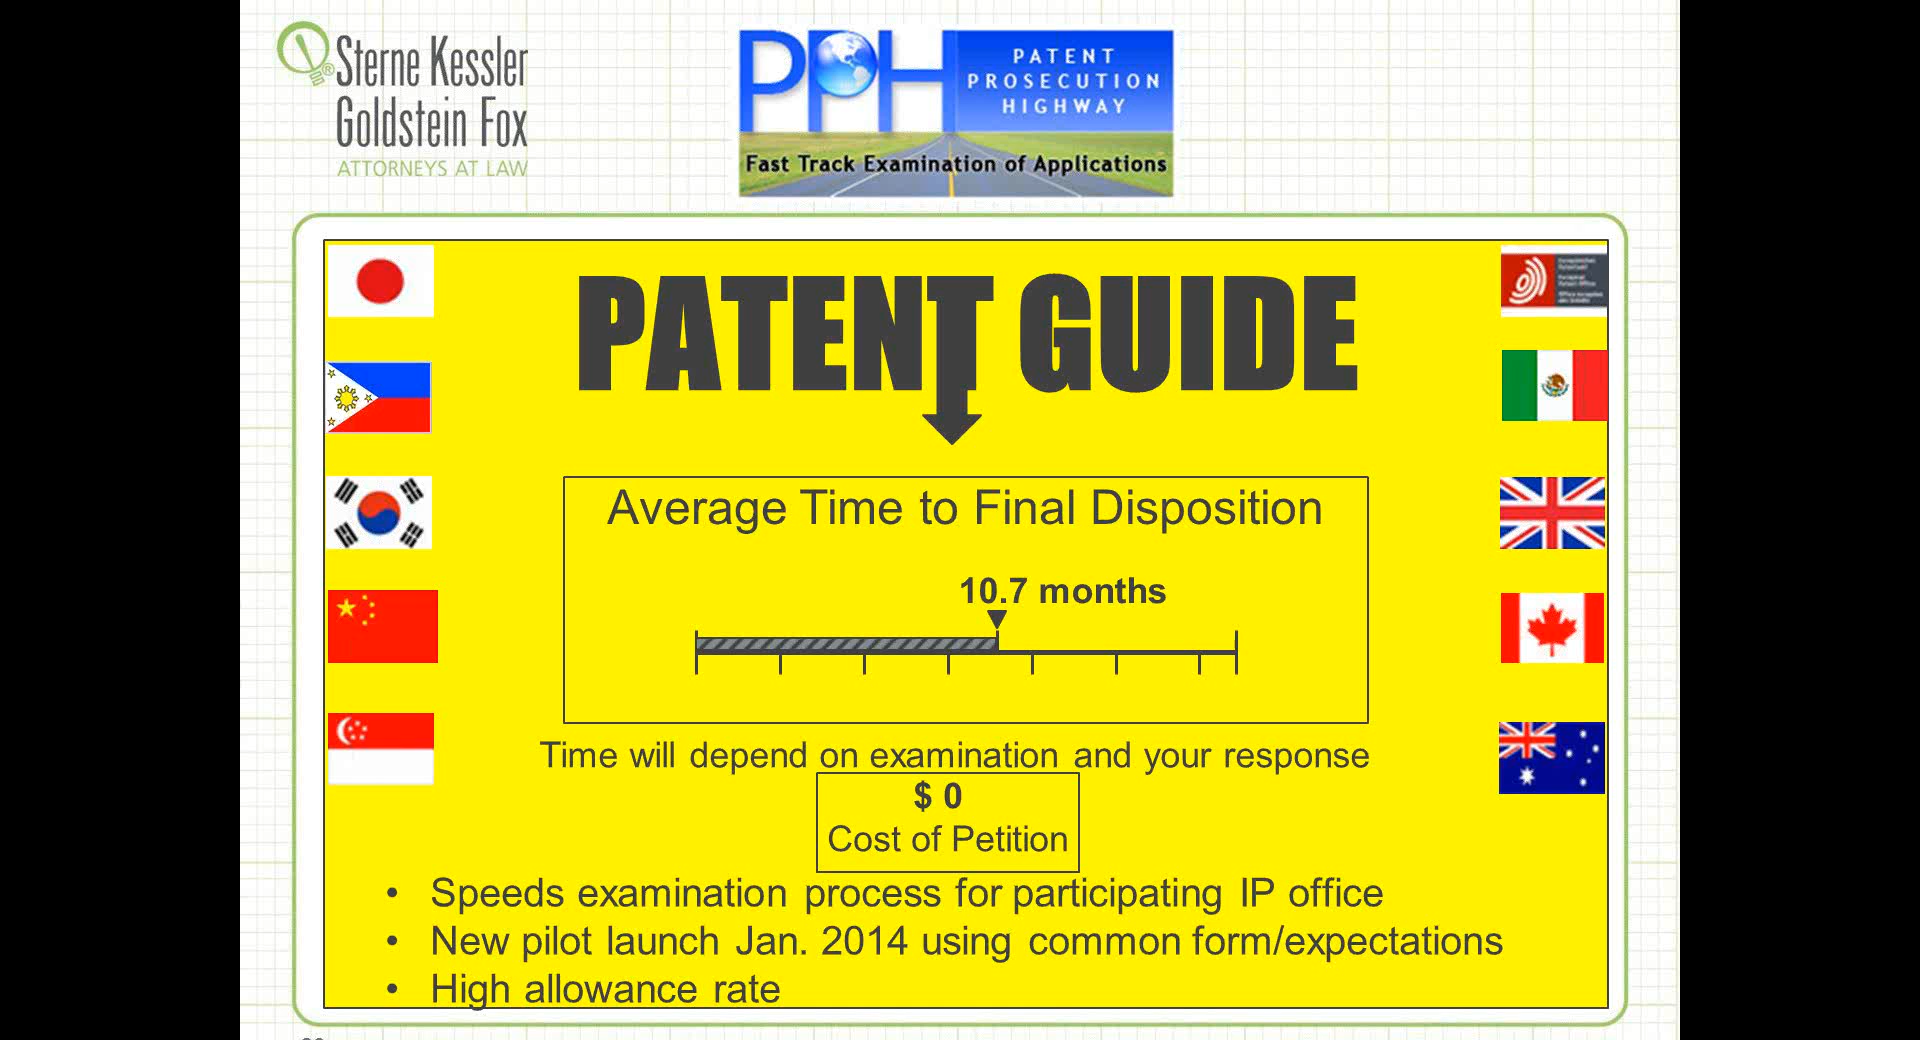 Sterne Kessler
Goldstein Fox
ATTORNEYS AT LAW
PPH
PATENT
PROSECUTION
HIGHWAY
Fast Track Examination of Applications
PATENT GUIDE
Average Time to Final Disposition
10.7 months
Time will depend on examination and your response
$ 0
Cost of Petition
• Speeds examination process for participating IP office
• New pilot launch Jan. 2014 using common form/expectations
• High allowance rate